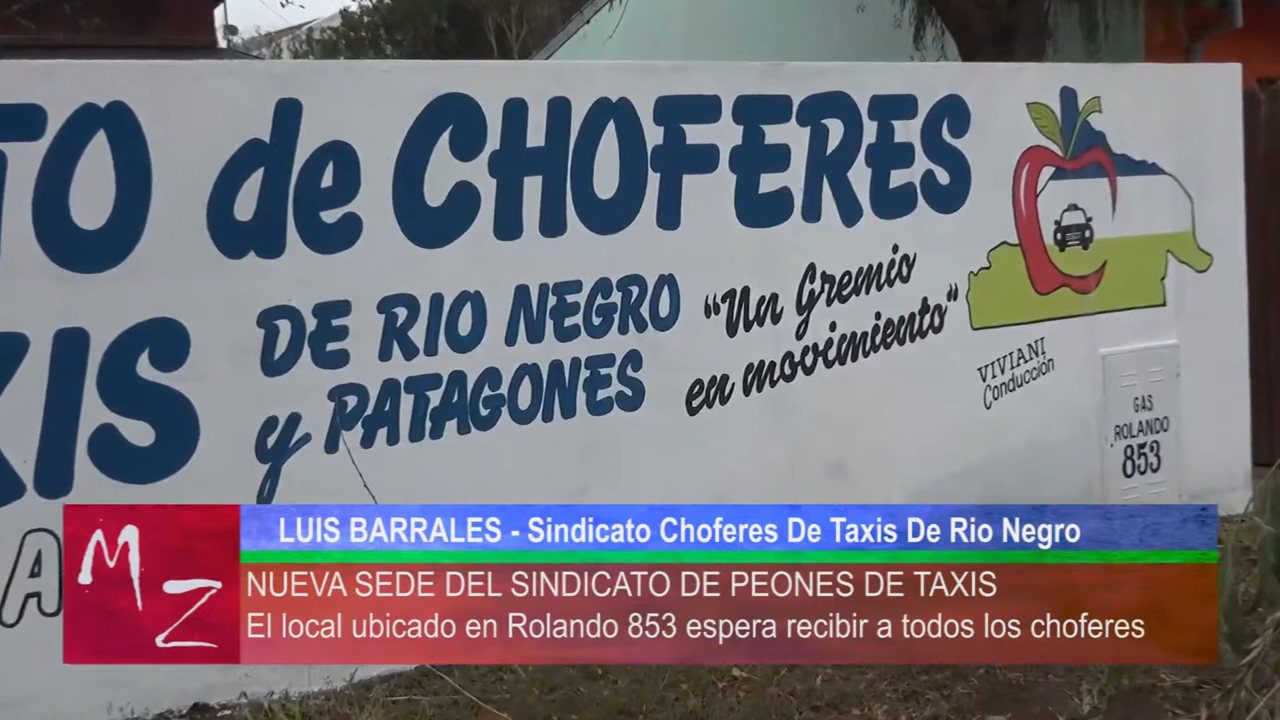 TO de CHOFERES
XIS DE RIO NEGRO
y PATAGONES
"Un Gremio
en movimiento"
VIVIANI
Conducción
GAS
ROLANDO
853
A
MZ
LUIS BARRALES - Sindicato Choferes De Taxis De Rio Negro
NUEVA SEDE DEL SINDICATO DE PEONES DE TAXIS
El local ubicado en Rolando 853 espera recibir a todos los choferes